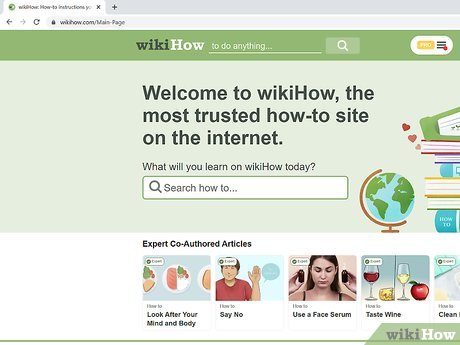 wikiHow: How-to instructions yo
wikihow.com/Main-Page
wikiHow to do anything...
PRO
Welcome to wikiHow, the
most trusted how-to site
on the internet.
What will you learn on wikiHow today?
Search how to...
HOW
TO
Expert Co-Authored Articles
Expert Expert Expert Expert
How to How to How to How to How to
Look After Your Say No Use a Face Serum Taste Wine Clean
Mind and Body
wikiHow